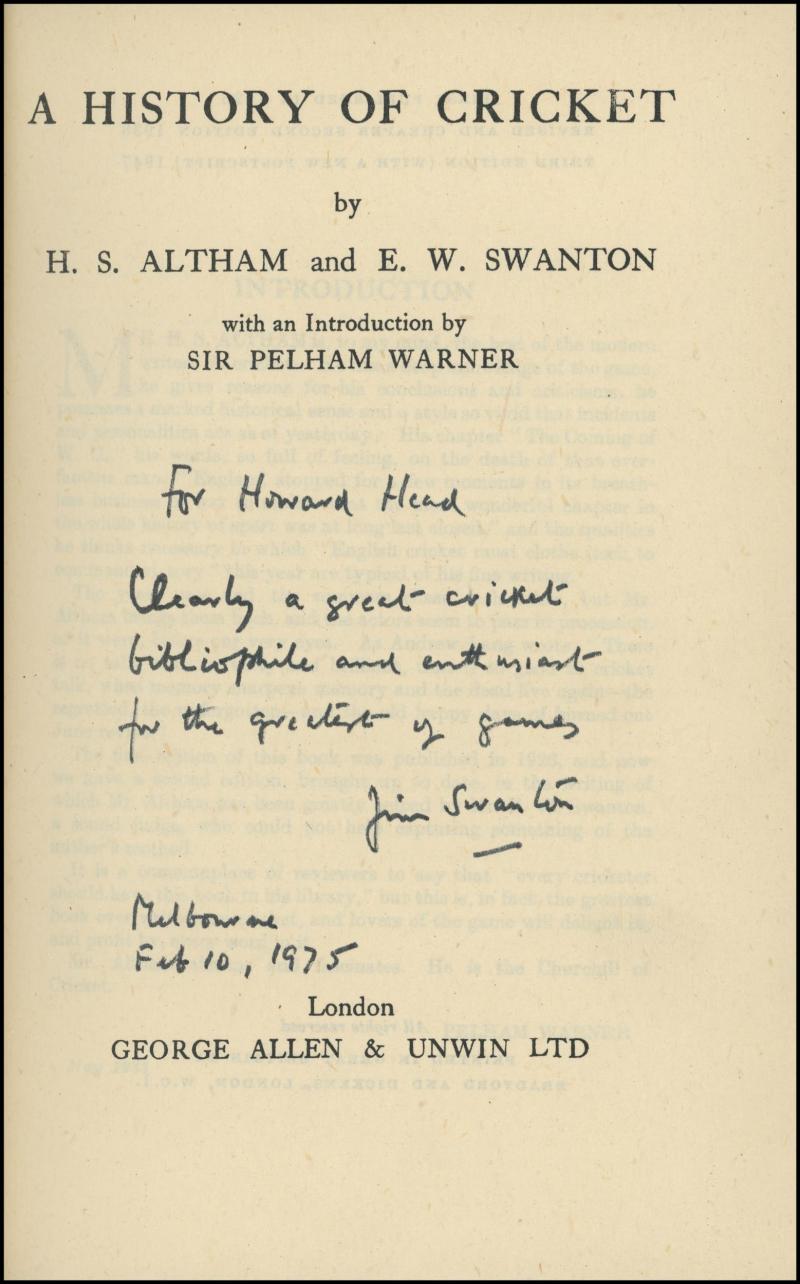 A HISTORY OF CRICKET
by
H. S. ALTHAM and E. W. SWANTON
with an Introduction by
SIR PELHAM WARNER
For Howard Head
Clearly a great cricket
bibliophile and enthusiast
for the greatest of games
Jim Swanton
Melbourne
Feb 10, 1975
London
GEORGE ALLEN & UNWIN LTD